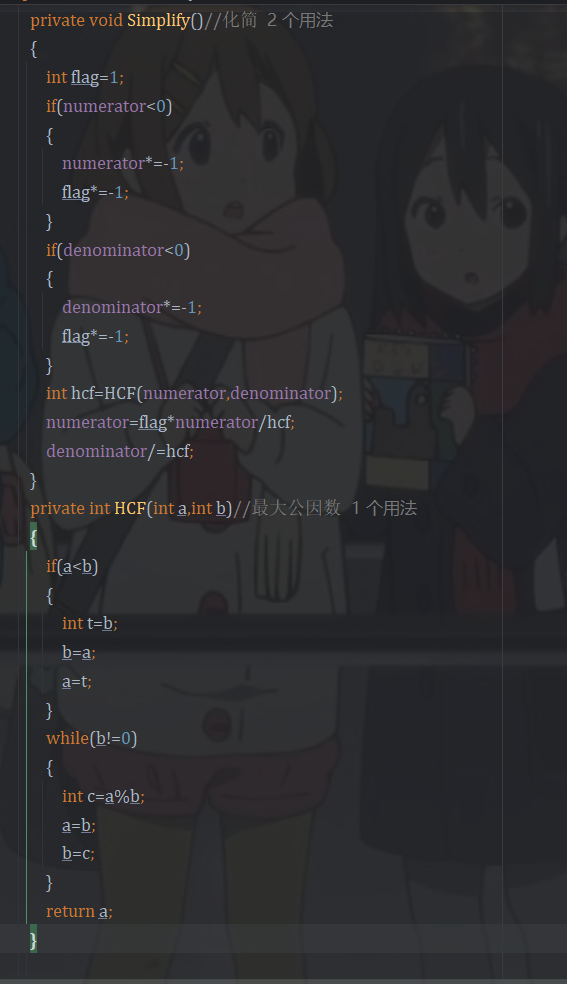 private void Simplify()//化简 2 个用法
{
int flag=1;
if(numerator<0)
{
numerator*=-1;
flag*=-1;
}
if(denominator<0)
{
denominator*=-1;
flag*=-1;
}
int hcf=HCF(numerator,denominator);
numerator=flag*numerator/hcf;
denominator/=hcf;
}
private int HCF(int a,int b)//最大公因数 1 个用法
{
if(a<b)
{
int t=b;
b=a;
a=t;
}
while(b!=0)
{
int c=a%b;
a=b;
b=c;
}
return a;
}